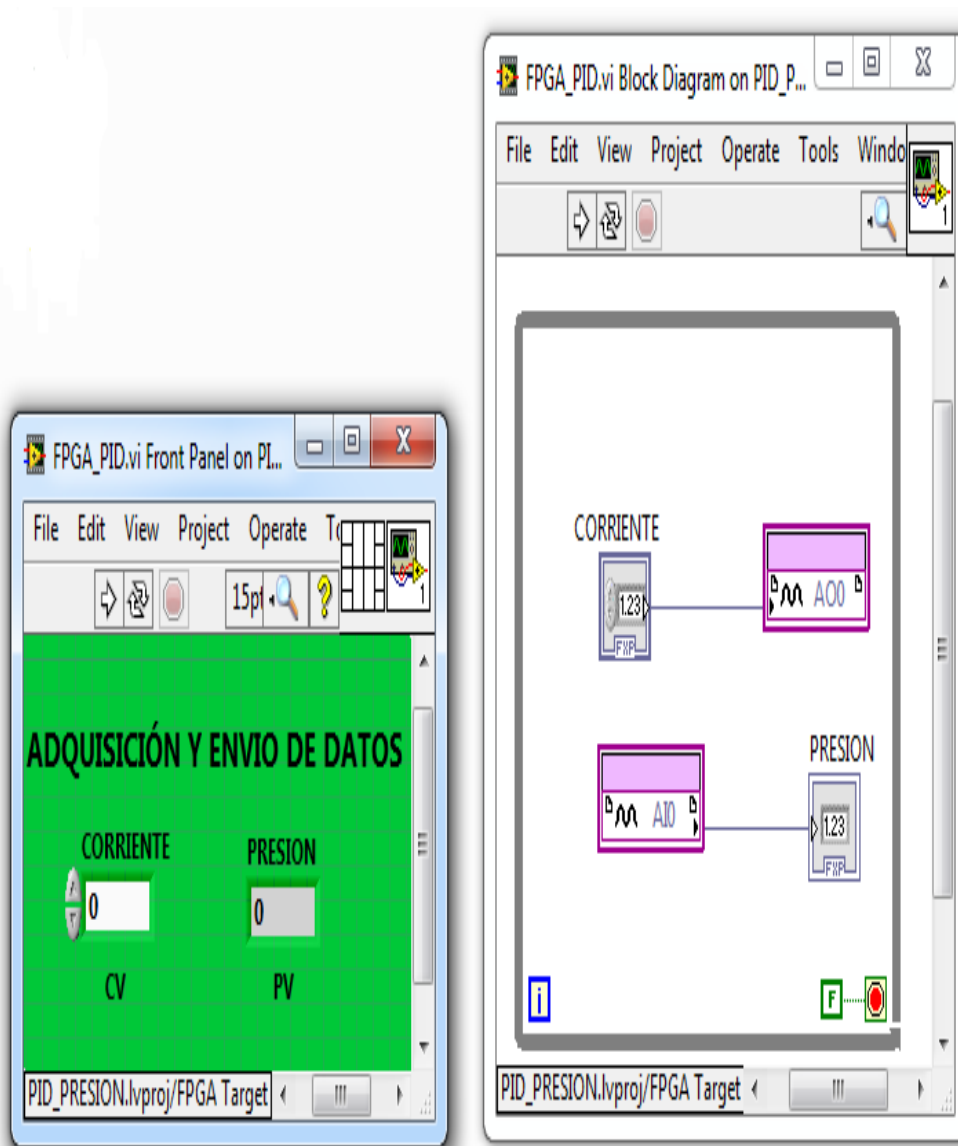 FPGA_PID.vi Block Diagram on PID_P...
File Edit View Project Operate Tools Windo
1
CORRIENTE
1.23
FXP
AO0
AI0
PRESION
1.23
FXP
i
F
PID_PRESION.lvproj/FPGA Target
FPGA_PID.vi Front Panel on PI...
File Edit View Project Operate
15pt
?
1
ADQUISICIÓN Y ENVIO DE DATOS
CORRIENTE PRESION
0 0
CV PV
PID_PRESION.lvproj/FPGA Target